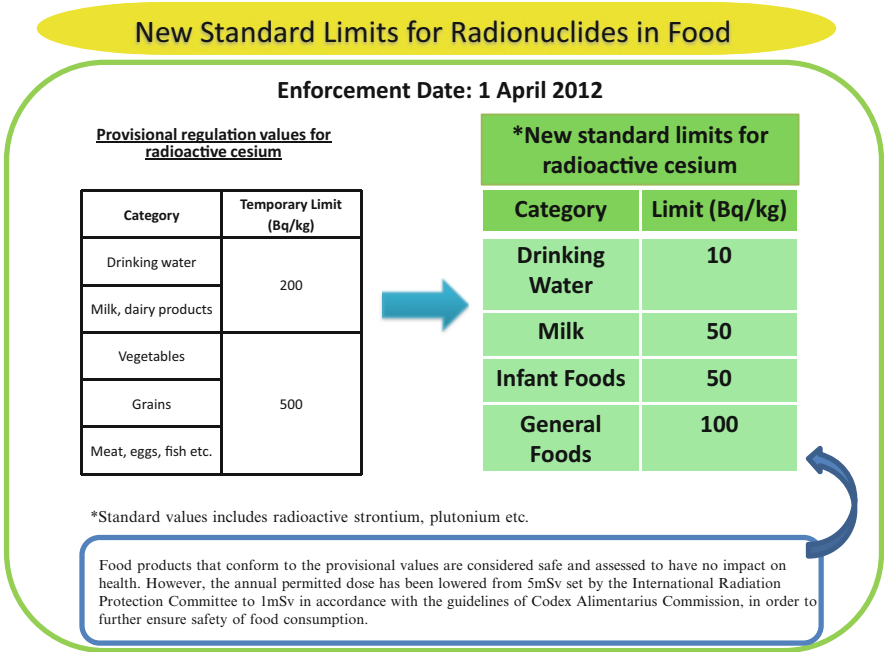 New Standard Limits for Radionuclides in Food
Enforcement Date: 1 April 2012
Provisional regulation values for
radioactive cesium
Category
Temporary Limit
(Bq/kg)
Drinking water
200
Milk, dairy products
Vegetables
Grains
500
Meat, eggs, fish etc.
*New standard limits for
radioactive cesium
Category
Limit (Bq/kg)
Drinking
Water
10
Milk
50
Infant Foods
50
General
Foods
100
*Standard values includes radioactive strontium, plutonium etc.
Food products that conform to the provisional values are considered safe and assessed to have no impact on
health. However, the annual permitted dose has been lowered from 5mSv set by the International Radiation
Protection Committee to 1mSv in accordance with the guidelines of Codex Alimentarius Commission, in order to
further ensure safety of food consumption.